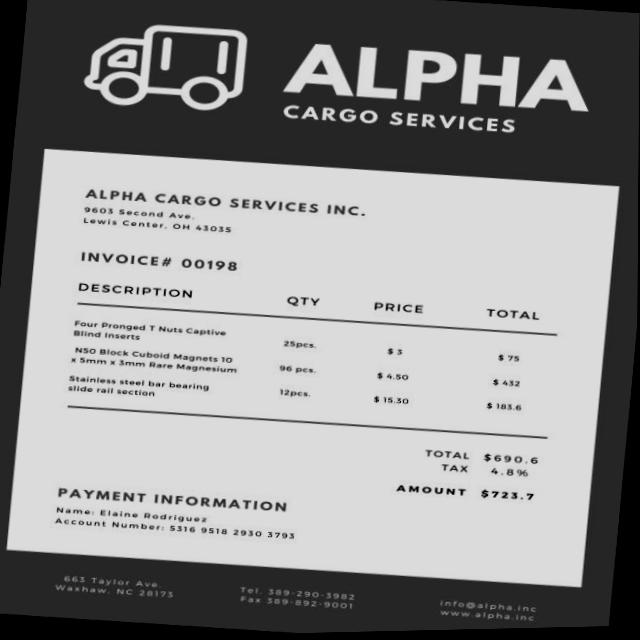 ALPHA
CARGO SERVICES
ALPHA CARGO SERVICES INC.
9603 Second Ave.
Lewis Center, OH 43035
INVOICE# 00198
DESCRIPTION QTY PRICE TOTAL
Four Pronged T Nuts Captive
Blind Inserts 25pcs. $ 3 $ 75
N50 Block Cuboid Magnets 10
x 5mm x 3mm Rare Magnesium 96 pcs. $ 4.50 $ 432
Stainless steel bar bearing
slide rail section 12pcs. $ 15.30 $ 183.6
TOTAL $690.6
TAX 4.8%
AMOUNT $723.7
PAYMENT INFORMATION
Name: Elaine Rodriguez
Account Number: 5316 9518 2930 3793
663 Taylor Ave.
Waxhaw, NC 28173
Tel. 389-290-3982
Fax 389-892-9001
info@alpha.inc
www.alpha.inc